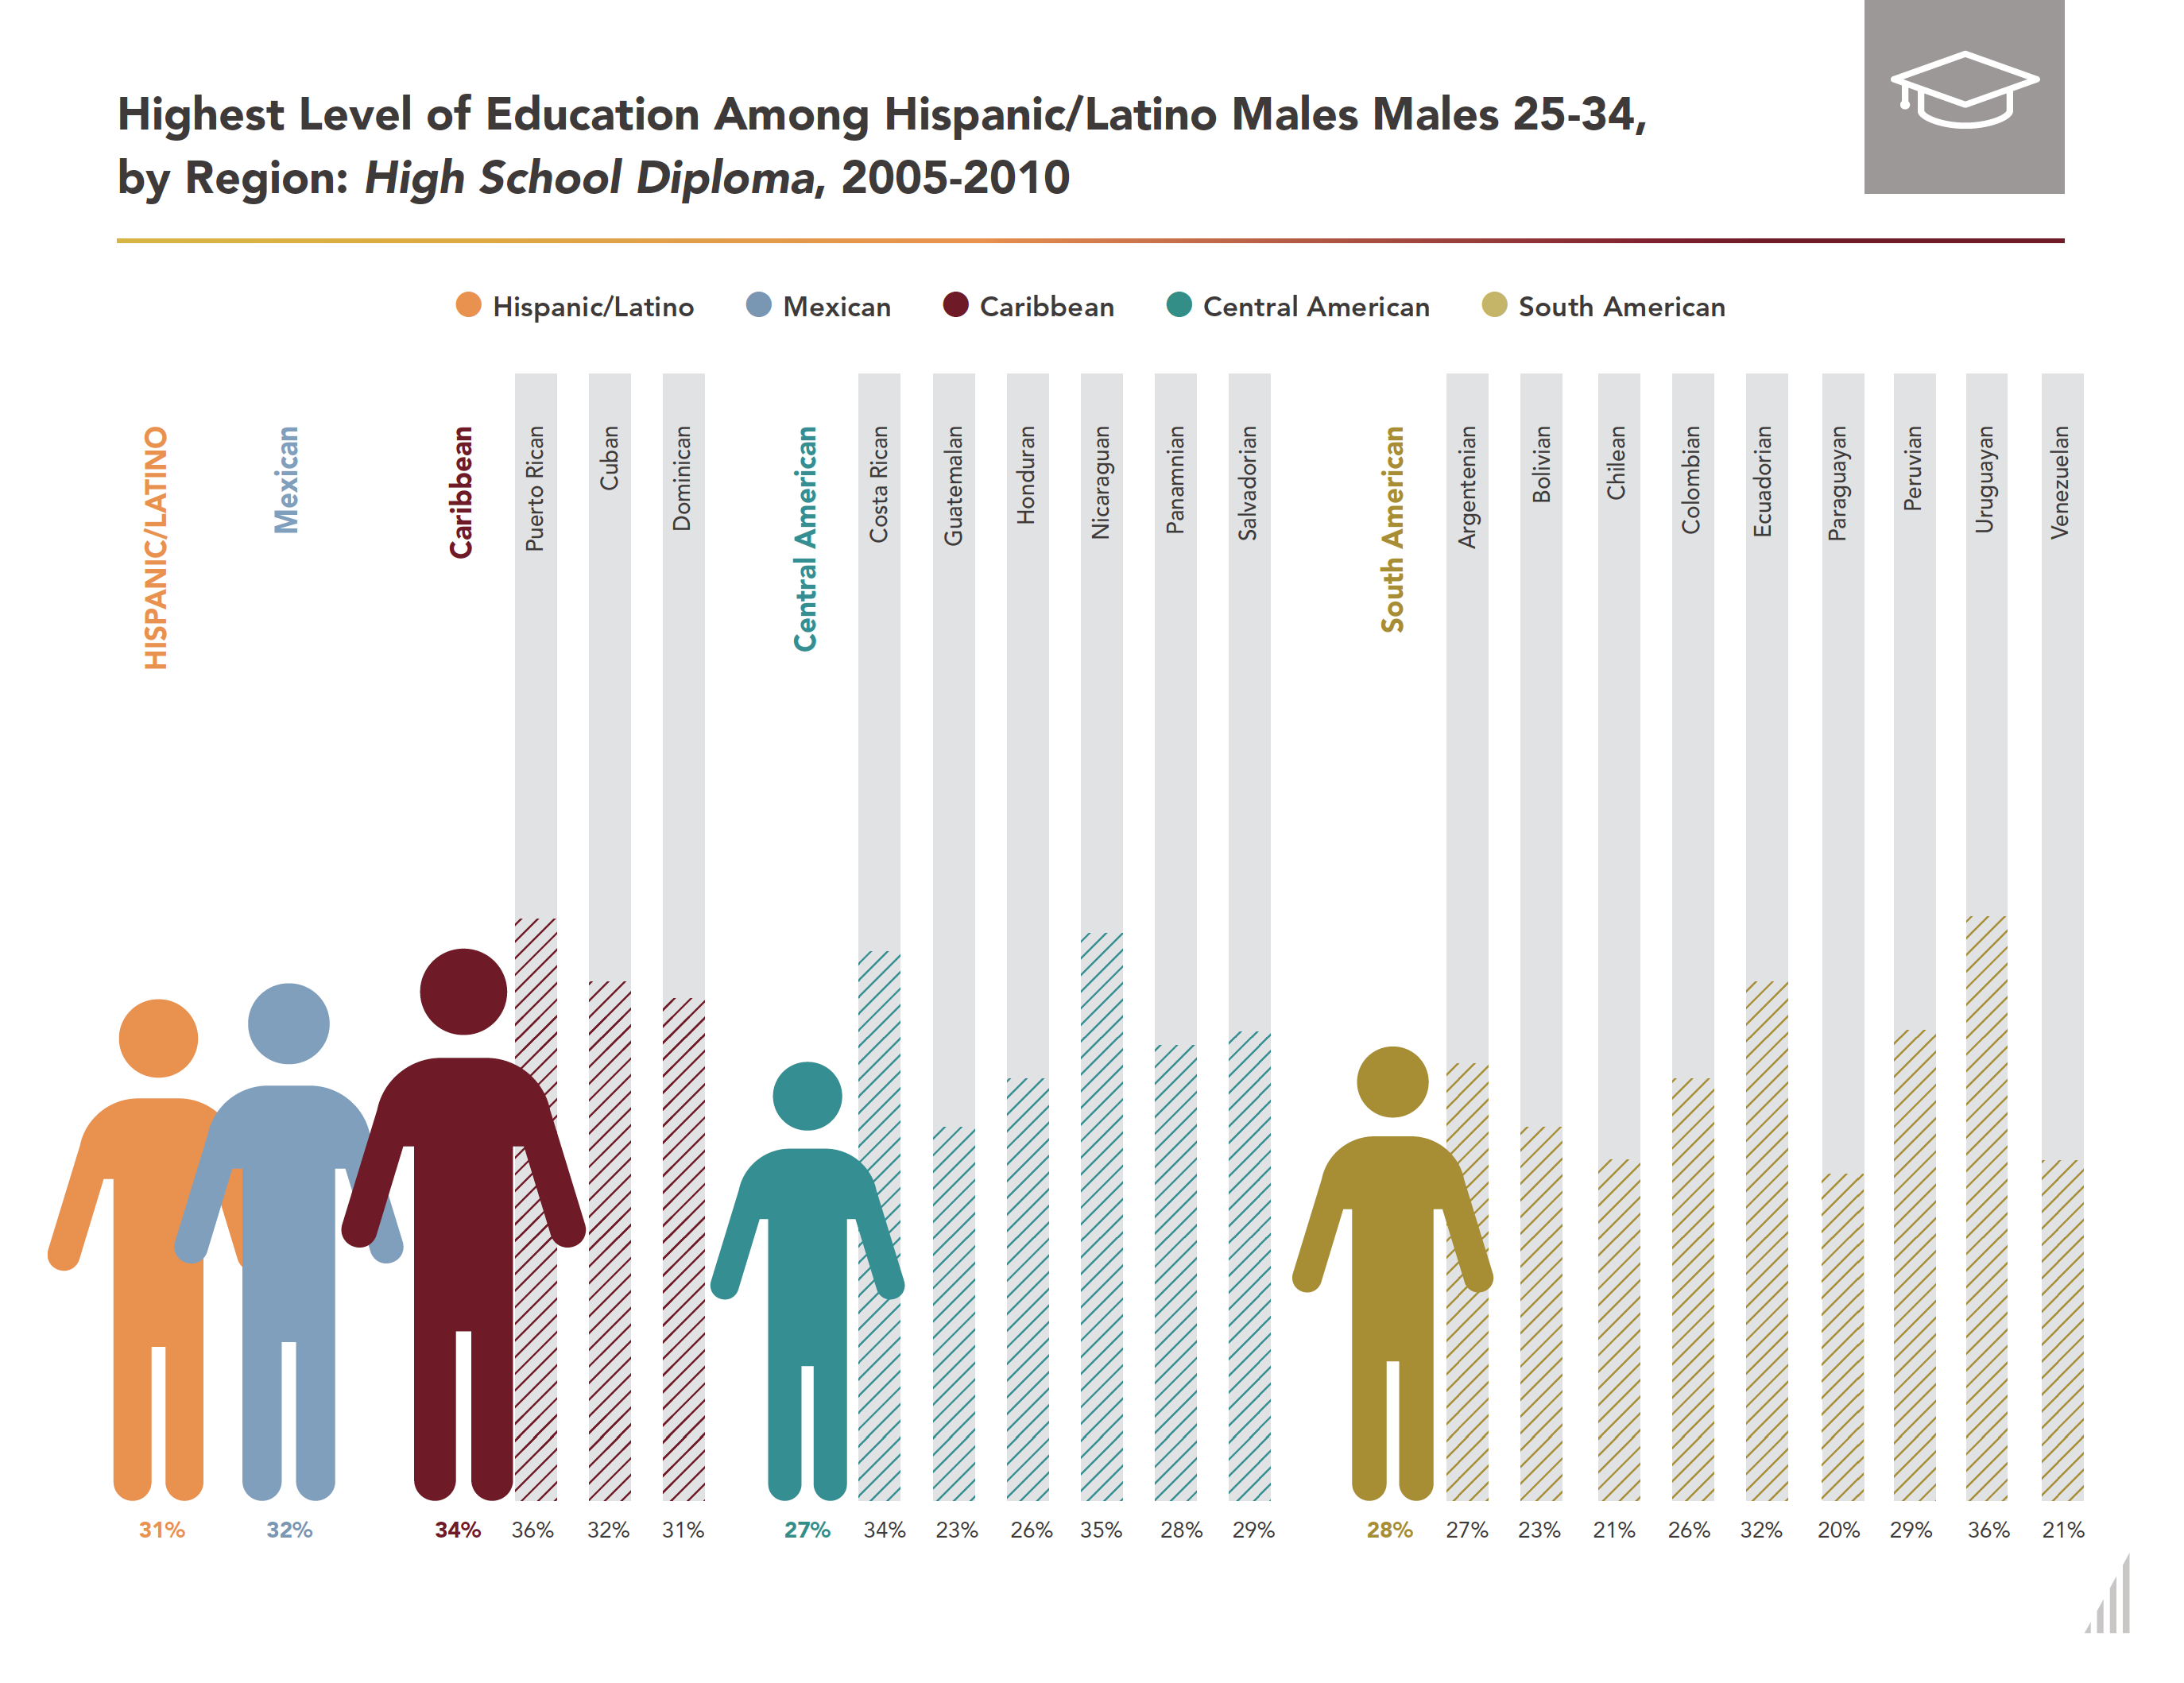 Highest Level of Education Among Hispanic/Latino Males Males 25-34,
by Region: High School Diploma, 2005-2010
Hispanic/Latino
Mexican
Caribbean
Central American
South American
HISPANIC/LATINO
Mexican
Caribbean
Puerto Rican
Cuban
Dominican
Central American
Costa Rican
Guatemalan
Honduran
Nicaraguan
Panamnian
Salvadorian
South American
Argentenian
Bolivian
Chilean
Colombian
Ecuadorian
Paraguayan
Peruvian
Uruguayan
Venezuelan
31% 32% 34% 36% 32% 31% 27% 34% 23% 26% 35% 28% 29% 28% 27% 23% 21% 26% 32% 20% 29% 36% 21%